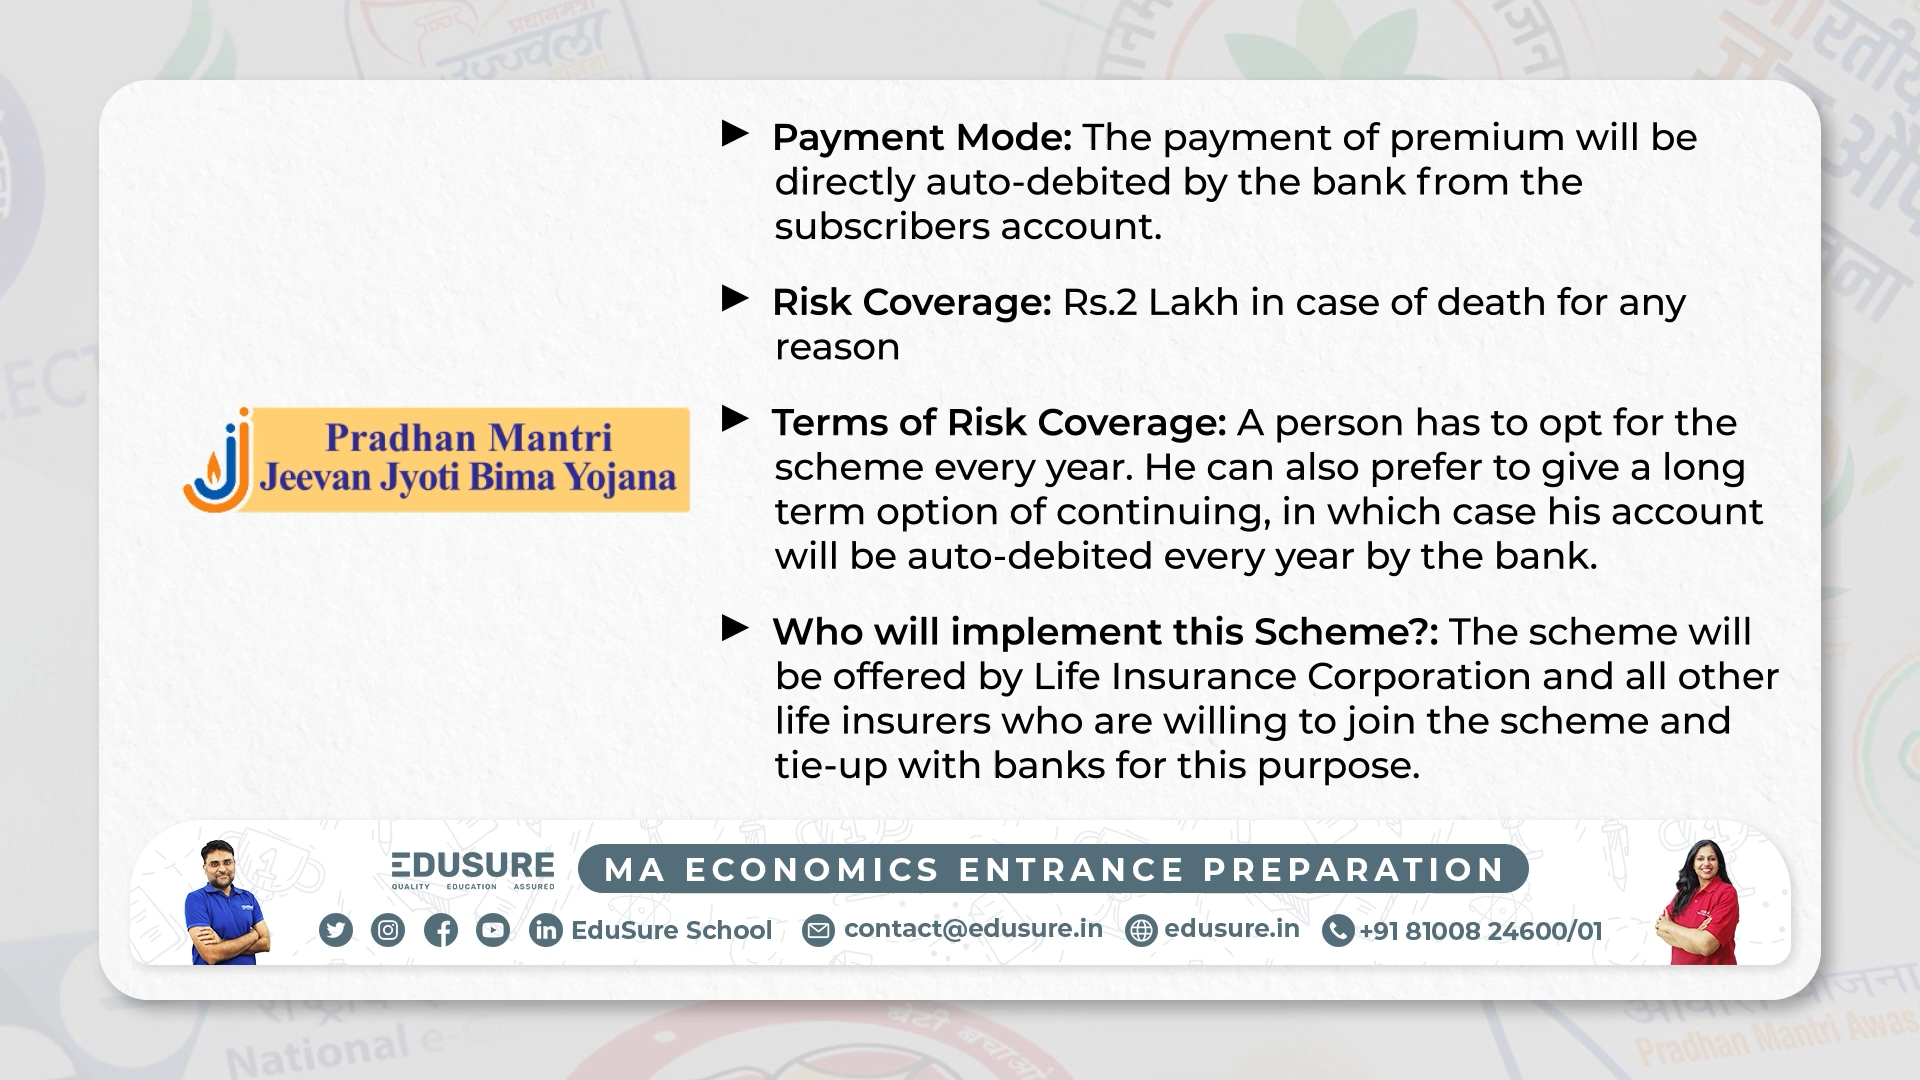 उज्ज्वला
Payment Mode: The payment of premium will be
directly auto-debited by the bank from the
subscribers account.
Risk Coverage: Rs.2 Lakh in case of death for any
reason
Pradhan Mantri
Jeevan Jyoti Bima Yojana
Terms of Risk Coverage: A person has to opt for the
scheme every year. He can also prefer to give a long
term option of continuing, in which case his account
will be auto-debited every year by the bank.
Who will implement this Scheme?: The scheme will
be offered by Life Insurance Corporation and all other
life insurers who are willing to join the scheme and
tie-up with banks for this purpose.
EDUSURE
QUALITY EDUCATION ASSURED
MA ECONOMICS ENTRANCE PREPARATION
EduSure School contact@edusure.in edusure.in +91 81008 24600/01
National e-G
Pradhan Mantri Awas